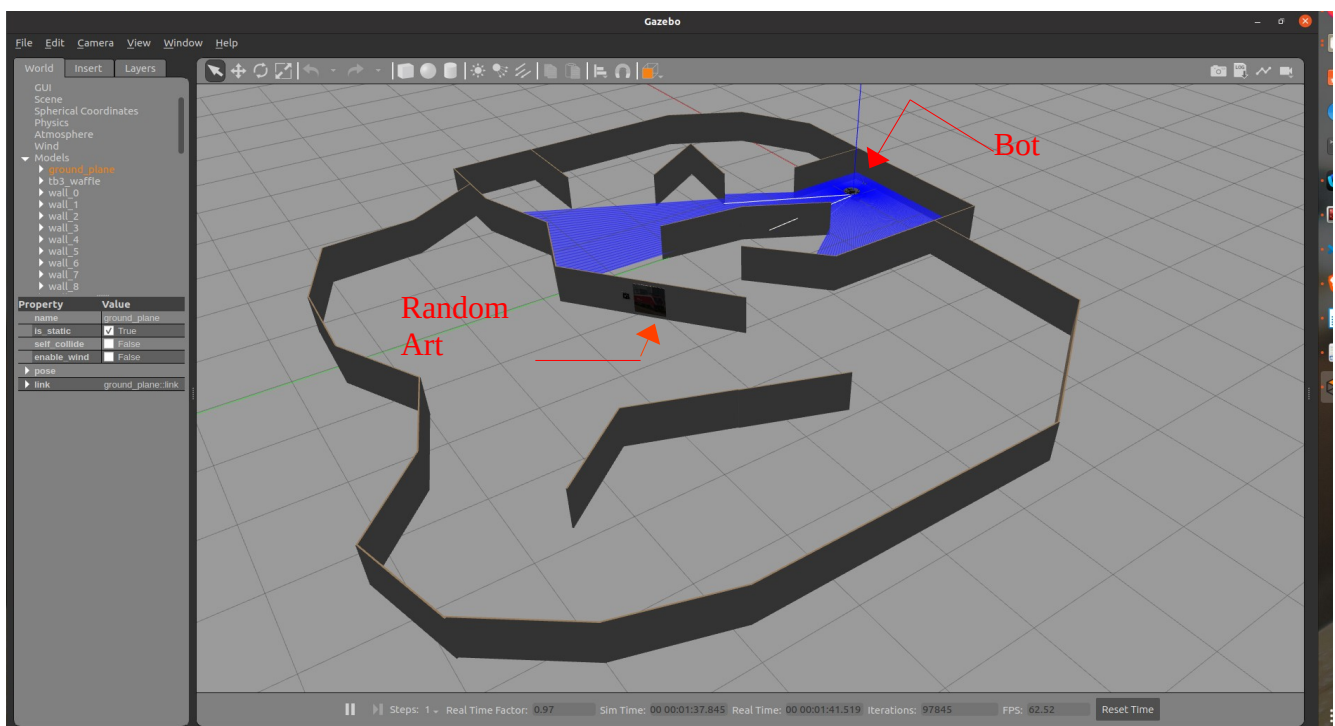 Gazebo
File Edit Camera View Window Help
World Insert Layers
GUI
Scene
Spherical Coordinates
Physics
Atmosphere
Wind
Models
ground_plane
tb3_waffle
wall_0
wall_1
wall_2
wall_3
wall_4
wall_5
wall_6
wall_7
wall_8
Property Value
name ground_plane
is_static True
self_collide False
enable_wind False
pose
link ground_plane::link
Bot
Random
Art
Steps: 1 Real Time Factor: 0.97 Sim Time: 00 00:01:37.845 Real Time: 00 00:01:41.519 Iterations: 97845 FPS: 62.52 Reset Time